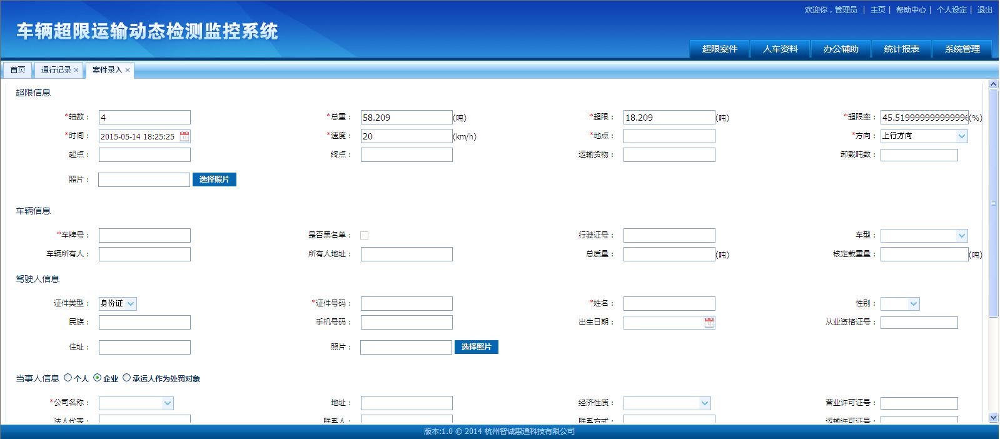 欢迎你，管理员 | 主页 | 帮助中心 | 个人设定 | 退出
车辆超限运输动态检测监控系统
超限案件 人车资料 办公辅助 统计报表 系统管理
首页 通行记录 × 案件录入 ×
超限信息
*轴数： 4 *总重： 58.209 (吨) *超限： 18.209 (吨) *超限率： 45.519999999999996 (%)
*时间： 2015-05-14 18:25:25 *速度： 20 (km/h) *地点： *方向： 上行方向
起点： 终点： 运输货物： 卸载吨数：
照片： 选择照片
车辆信息
*车牌号： 是否黑名单： 行驶证号： 车型：
车辆所有人： 所有人地址： 总质量： (吨) 核定载重量： (吨)
驾驶人信息
证件类型： 身份证 *证件号码： *姓名： 性别：
民族： 手机号码： 出生日期： 从业资格证号：
住址： 照片： 选择照片
当事人信息 个人 企业 承运人作为处罚对象
*公司名称： 地址： 经济性质： 营业许可证号：
法人代表： 联系人： 联系方式： 运输许可证号：
版本:1.0 © 2014 杭州智诚惠通科技有限公司